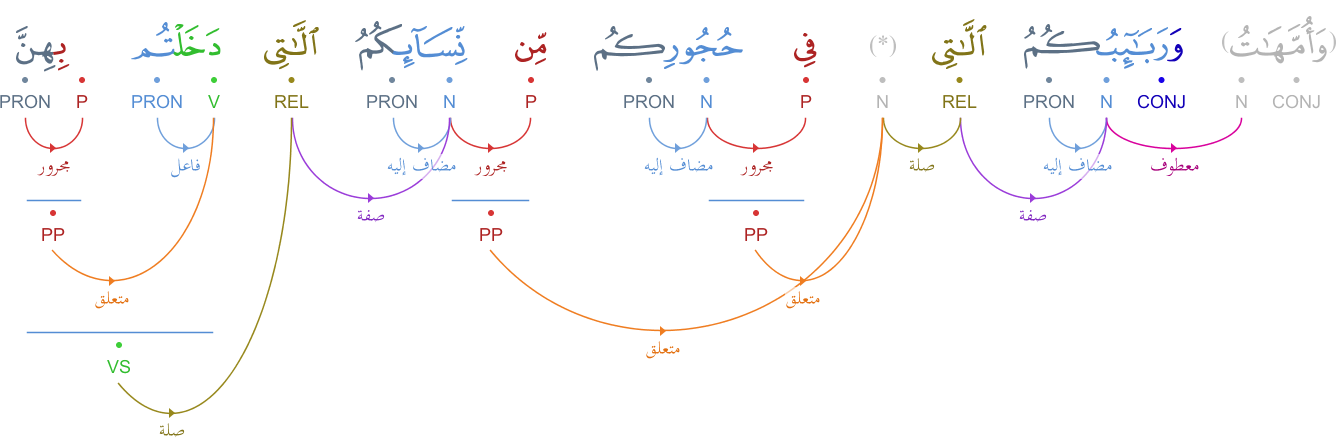 (وَأُمَّهَـٰتُ) وَرَبَـٰٓئِبُكُمُ ٱلَّـٰتِى (*) فِى حُجُورِكُم مِّن نِّسَآئِكُمُ ٱلَّـٰتِى دَخَلْتُم بِهِنَّ
PRON P PRON V REL PRON N P PRON N P N REL PRON N CONJ N CONJ
مجرور فاعل مضاف إليه مجرور مضاف إليه مجرور صلة مضاف إليه معطوف
صفة صفة
PP PP PP
متعلق متعلق
متعلق
VS
صلة